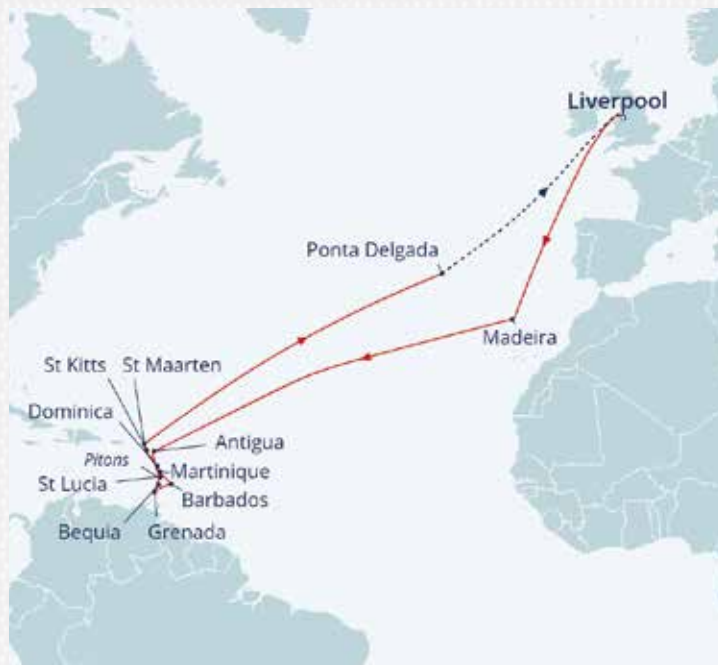 Liverpool
Ponta Delgada
Madeira
St Kitts
St Maarten
Dominica
Antigua
Pitons
Martinique
St Lucia
Barbados
Bequia
Grenada